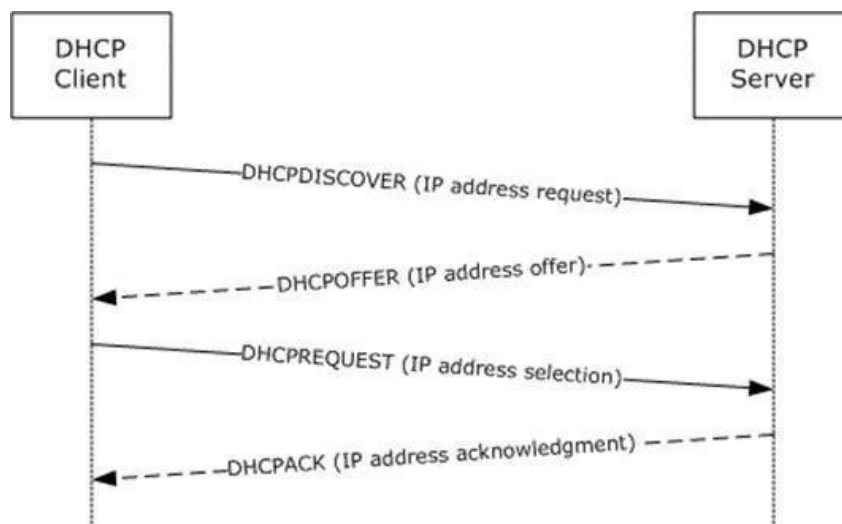 DHCP
Client
DHCP
Server
DHCPDISCOVER (IP address request)
DHCPOFFER (IP address offer)
DHCPREQUEST (IP address selection)
DHCPACK (IP address acknowledgment)